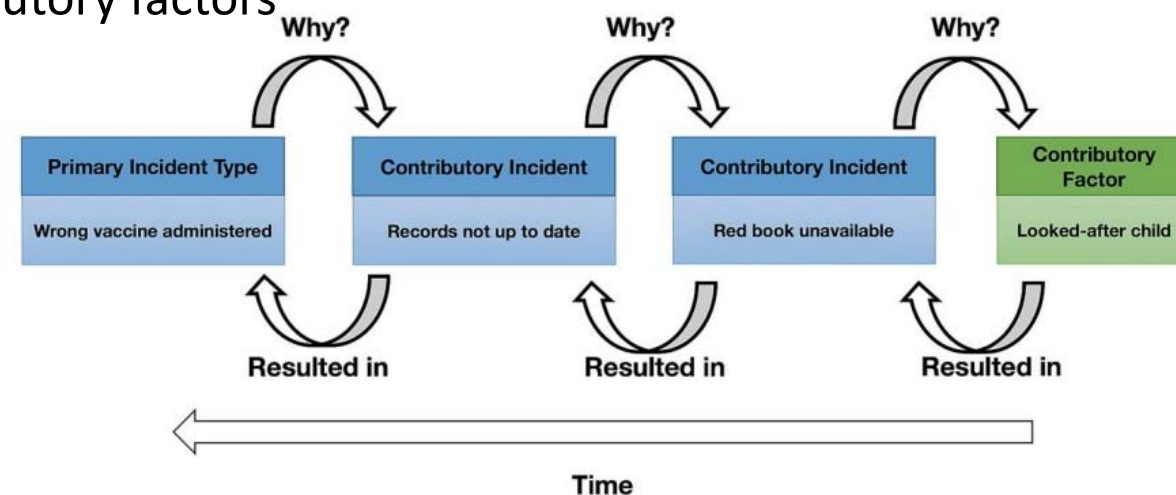 factors
Why?
Why?
Why?
Primary Incident Type
Wrong vaccine administered
Contributory Incident
Records not up to date
Contributory Incident
Red book unavailable
Contributory
Factor
Looked-after child
Resulted in
Resulted in
Resulted in
Time